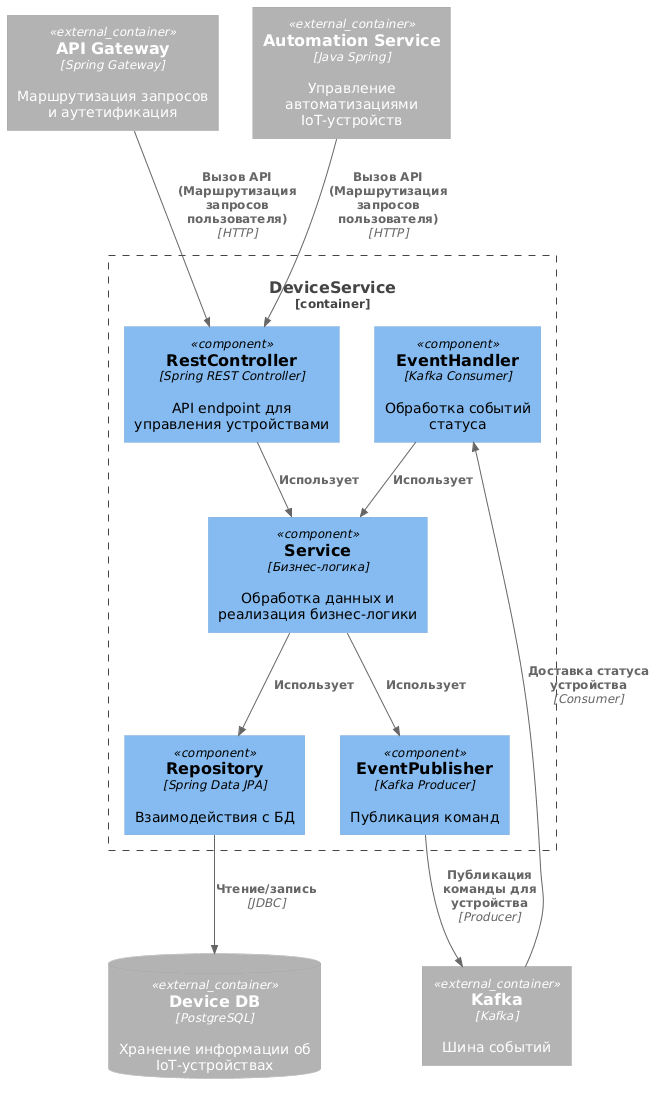 «external_container»
API Gateway
[Spring Gateway]
Маршрутизация запросов
и аутетификация
«external_container»
Automation Service
[Java Spring]
Управление
автоматизациями
IoT-устройств
Вызов API
(Маршрутизация
запросов
пользователя)
[HTTP]
Вызов API
(Маршрутизация
запросов
пользователя)
[HTTP]
DeviceService
[container]
«component»
RestController
[Spring REST Controller]
API endpoint для
управления устройствами
«component»
EventHandler
[Kafka Consumer]
Обработка событий
статуса
Использует
Использует
«component»
Service
[Бизнес-логика]
Обработка данных и
реализация бизнес-логики
Доставка статуса
устройства
[Consumer]
Использует
Использует
«component»
Repository
[Spring Data JPA]
Взаимодействия с БД
«component»
EventPublisher
[Kafka Producer]
Публикация команд
Чтение/запись
[JDBC]
Публикация
команды для
устройства
[Producer]
«external_container»
Device DB
[PostgreSQL]
Хранение информации об
IoT-устройствах
«external_container»
Kafka
[Kafka]
Шина событий